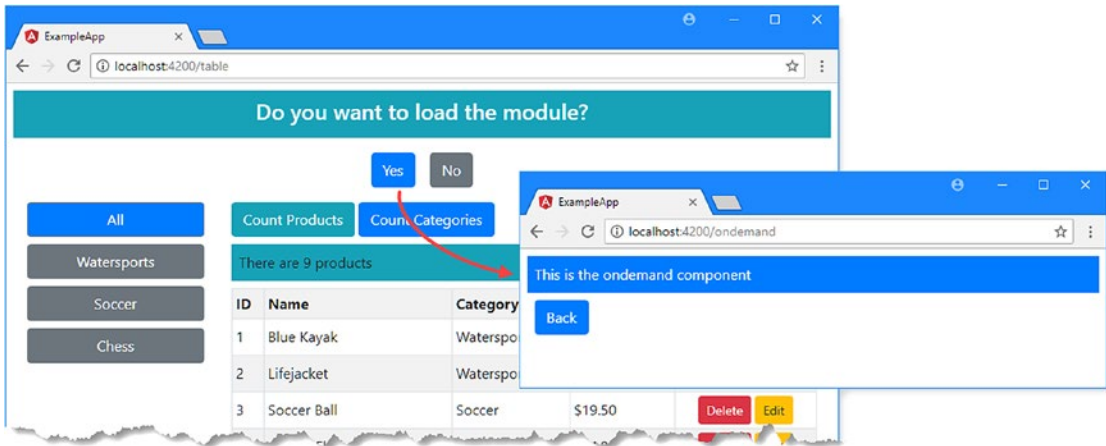 ExampleApp
localhost:4200/table
Do you want to load the module?
Yes No
All
Watersports
Soccer
Chess
Count Products Count Categories
There are 9 products
ID Name Category
1 Blue Kayak
2 Lifejacket
3 Soccer Ball Soccer $19.50 Delete Edit
ExampleApp
localhost:4200/ondemand
This is the ondemand component
Back